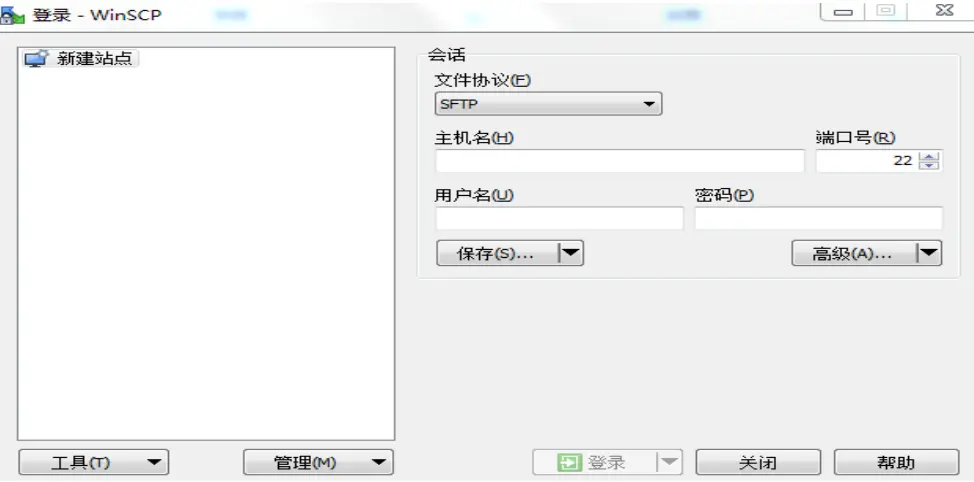 登录 - WinSCP
新建站点
会话
文件协议(F)
SFTP
主机名(H)
端口号(R)
22
用户名(U)
密码(P)
保存(S)...
高级(A)...
工具(T)
管理(M)
登录
关闭
帮助